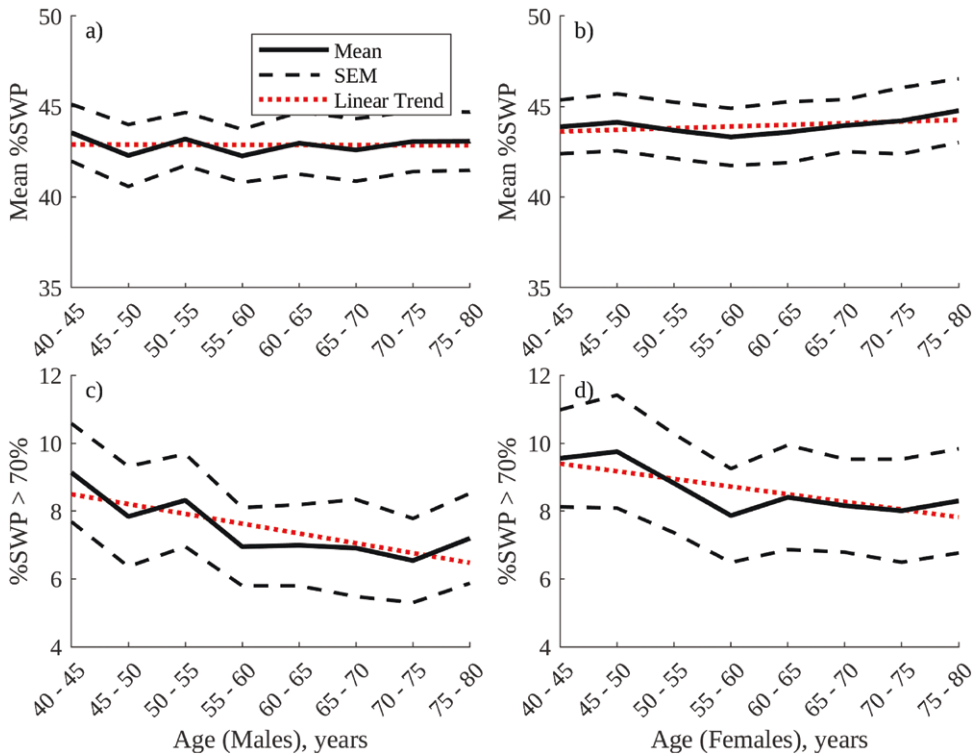 a)
Mean
SEM
Linear Trend
Mean %SWP
50
45
40
35
40 - 45
45 - 50
50 - 55
55 - 60
60 - 65
65 - 70
70 - 75
75 - 80
b)
Mean %SWP
50
45
40
35
40 - 45
45 - 50
50 - 55
55 - 60
60 - 65
65 - 70
70 - 75
75 - 80
c)
%SWP > 70%
12
10
8
6
4
40 - 45
45 - 50
50 - 55
55 - 60
60 - 65
65 - 70
70 - 75
75 - 80
Age (Males), years
d)
%SWP > 70%
12
10
8
6
4
40 - 45
45 - 50
50 - 55
55 - 60
60 - 65
65 - 70
70 - 75
75 - 80
Age (Females), years